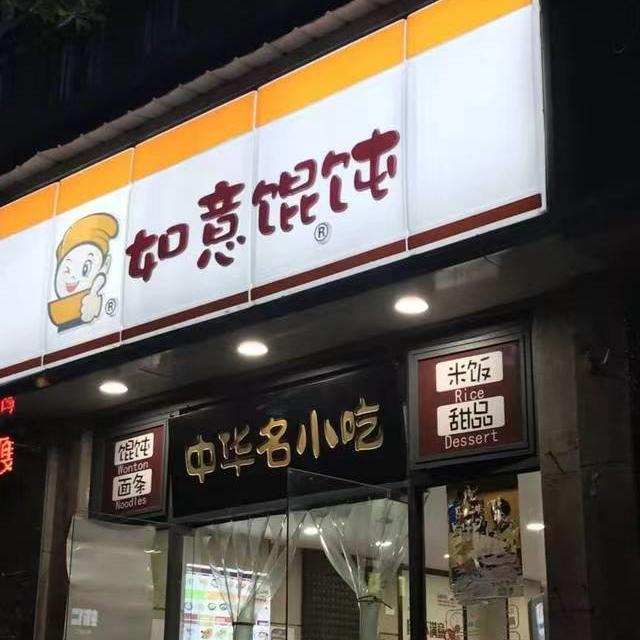 如意馄饨
®
®
中华名小吃
馄饨
Wonton
面条
Noodles
米饭
Rice
甜品
Dessert